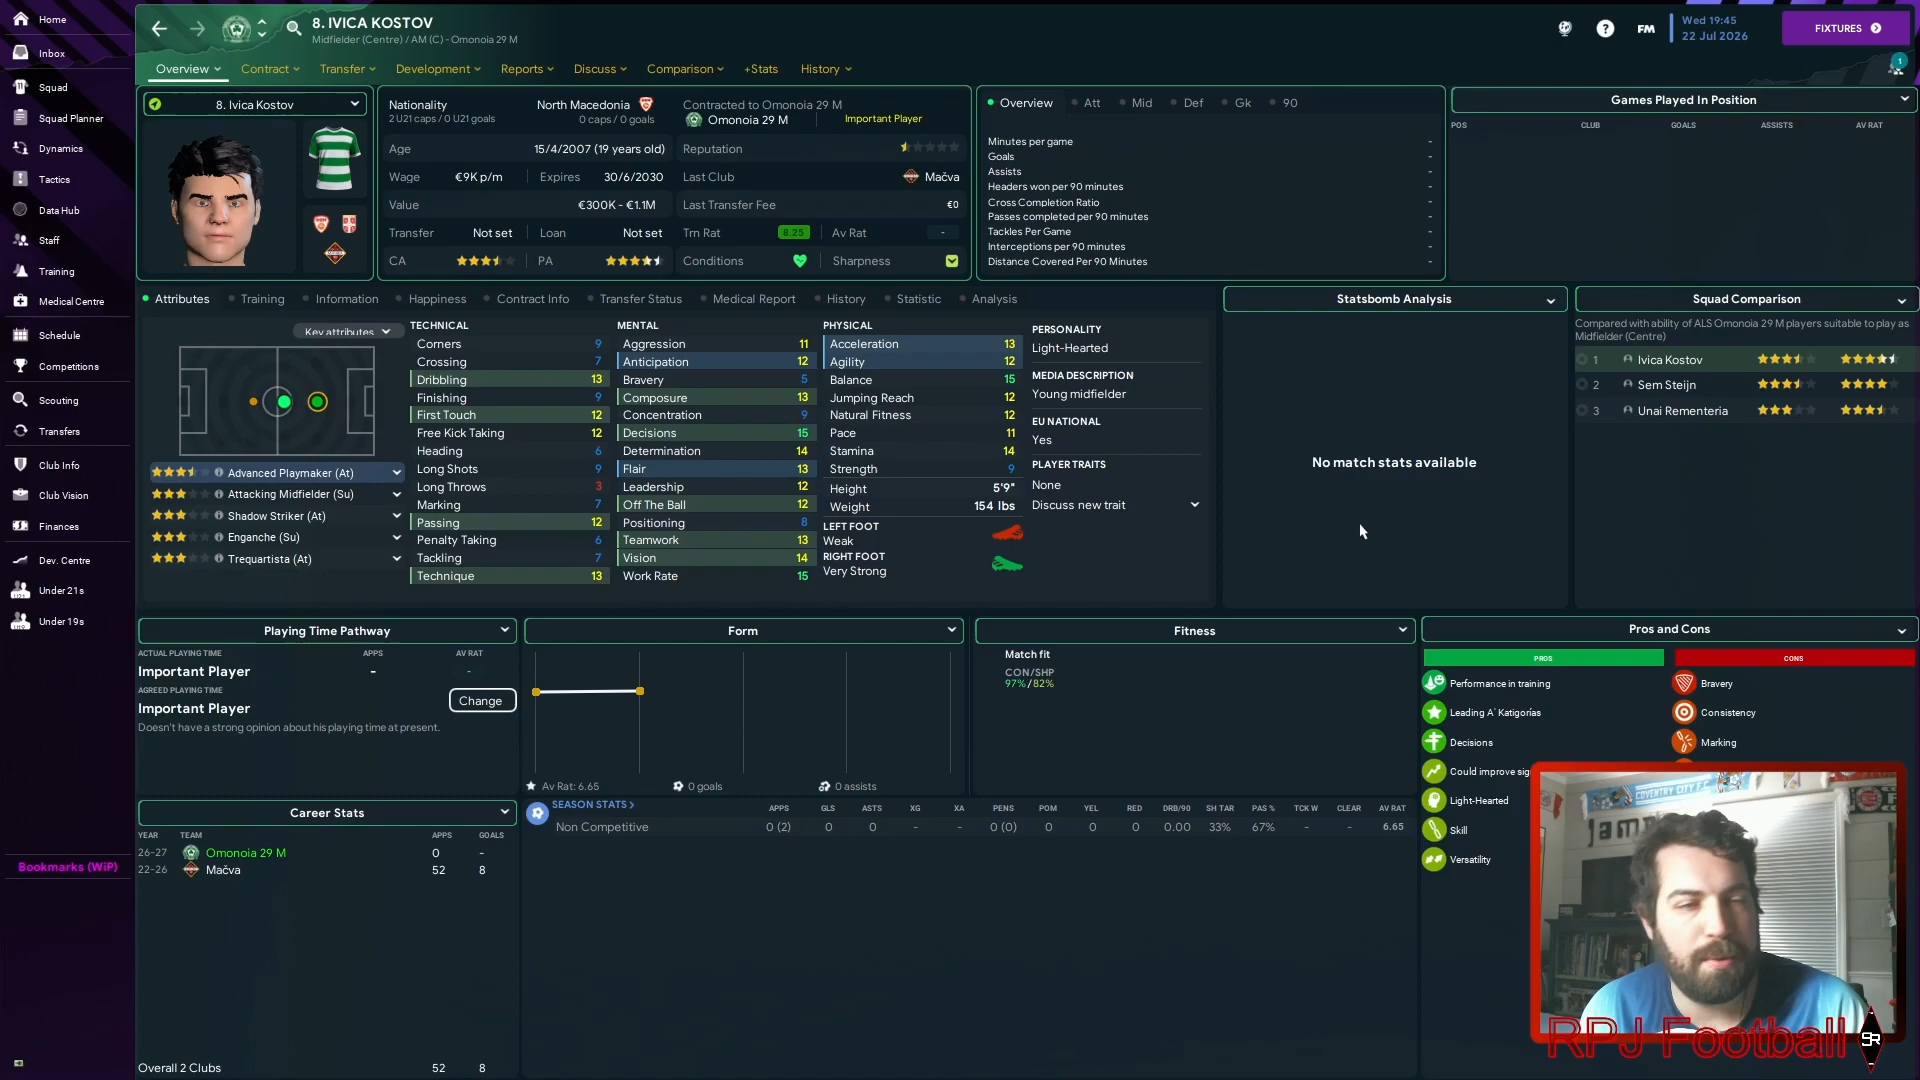 Home
Inbox
Squad
Squad Planner
Dynamics
Tactics
Data Hub
Staff
Training
Medical Centre
Schedule
Competitions
Scouting
Transfers
Club Info
Club Vision
Finances
Dev. Centre
Under 21s
Under 19s
Bookmarks (WiP)
8. IVICA KOSTOV
Midfielder (Centre) / AM (C) - Omonoia 29 M
FM
Wed 19:45
22 Jul 2026
FIXTURES
1
Overview Contract Transfer Development Reports Discuss Comparison +Stats History
8. Ivica Kostov
Nationality North Macedonia
2 U21 caps / 0 U21 goals 0 caps / 0 goals
Age 15/4/2007 (19 years old)
Wage €9K p/m Expires 30/6/2030
Value €300K - €1.1M
Transfer Not set Loan Not set
CA PA
Contracted to Omonoia 29 M
Omonoia 29 M Important Player
Reputation
Last Club Mačva
Last Transfer Fee €0
Trn Rat 8.25 Av Rat -
Conditions Sharpness
Overview Att Mid Def Gk 90
Minutes per game -
Goals -
Assists -
Headers won per 90 minutes -
Cross Completion Ratio -
Passes completed per 90 minutes -
Tackles Per Game -
Interceptions per 90 minutes -
Distance Covered Per 90 Minutes -
Games Played In Position
POS CLUB GOALS ASSISTS AV RAT
Attributes Training Information Happiness Contract Info Transfer Status Medical Report History Statistic Analysis
Key attributes
Advanced Playmaker (At)
Attacking Midfielder (Su)
Shadow Striker (At)
Enganche (Su)
Trequartista (At)
TECHNICAL
Corners 9
Crossing 7
Dribbling 13
Finishing 9
First Touch 12
Free Kick Taking 12
Heading 6
Long Shots 9
Long Throws 3
Marking 7
Passing 12
Penalty Taking 6
Tackling 7
Technique 13
MENTAL
Aggression 11
Anticipation 12
Bravery 5
Composure 13
Concentration 9
Decisions 15
Determination 14
Flair 13
Leadership 12
Off The Ball 12
Positioning 8
Teamwork 13
Vision 14
Work Rate 15
PHYSICAL
Acceleration 13
Agility 12
Balance 15
Jumping Reach 12
Natural Fitness 12
Pace 11
Stamina 14
Strength 9
Height 5'9"
Weight 154 lbs
LEFT FOOT
Weak
RIGHT FOOT
Very Strong
PERSONALITY
Light-Hearted
MEDIA DESCRIPTION
Young midfielder
EU NATIONAL
Yes
PLAYER TRAITS
None
Discuss new trait
Statsbomb Analysis
No match stats available
Squad Comparison
Compared with ability of ALS Omonoia 29 M players suitable to play as
Midfielder (Centre)
1 Ivica Kostov
2 Sem Steijn
3 Unai Rementeria
Playing Time Pathway
ACTUAL PLAYING TIME APPS AV RAT
Important Player - -
AGREED PLAYING TIME
Important Player
Change
Doesn't have a strong opinion about his playing time at present.
Form
Av Rat: 6.65 0 goals 0 assists
Fitness
Match fit
CON/SHP
97%/82%
Pros and Cons
PROS CONS
Performance in training
Leading A' Katigorías
Decisions
Could improve sig
Light-Hearted
Skill
Versatility
Bravery
Consistency
Marking
Career Stats
YEAR TEAM APPS GOALS
26-27 Omonoia 29 M 0 -
22-26 Mačva 52 8
Overall 2 Clubs 52 8
SEASON STATS APPS GLS ASTS XG XA PENS POM YEL RED DRB/90 SH TAR PAS % TCK W CLEAR AV RAT
Non Competitive 0 (2) 0 0 - - 0 (0) 0 0 0 0.00 33% 67% - - 6.65
COVENTRY CITY F.C.
RPJ Football